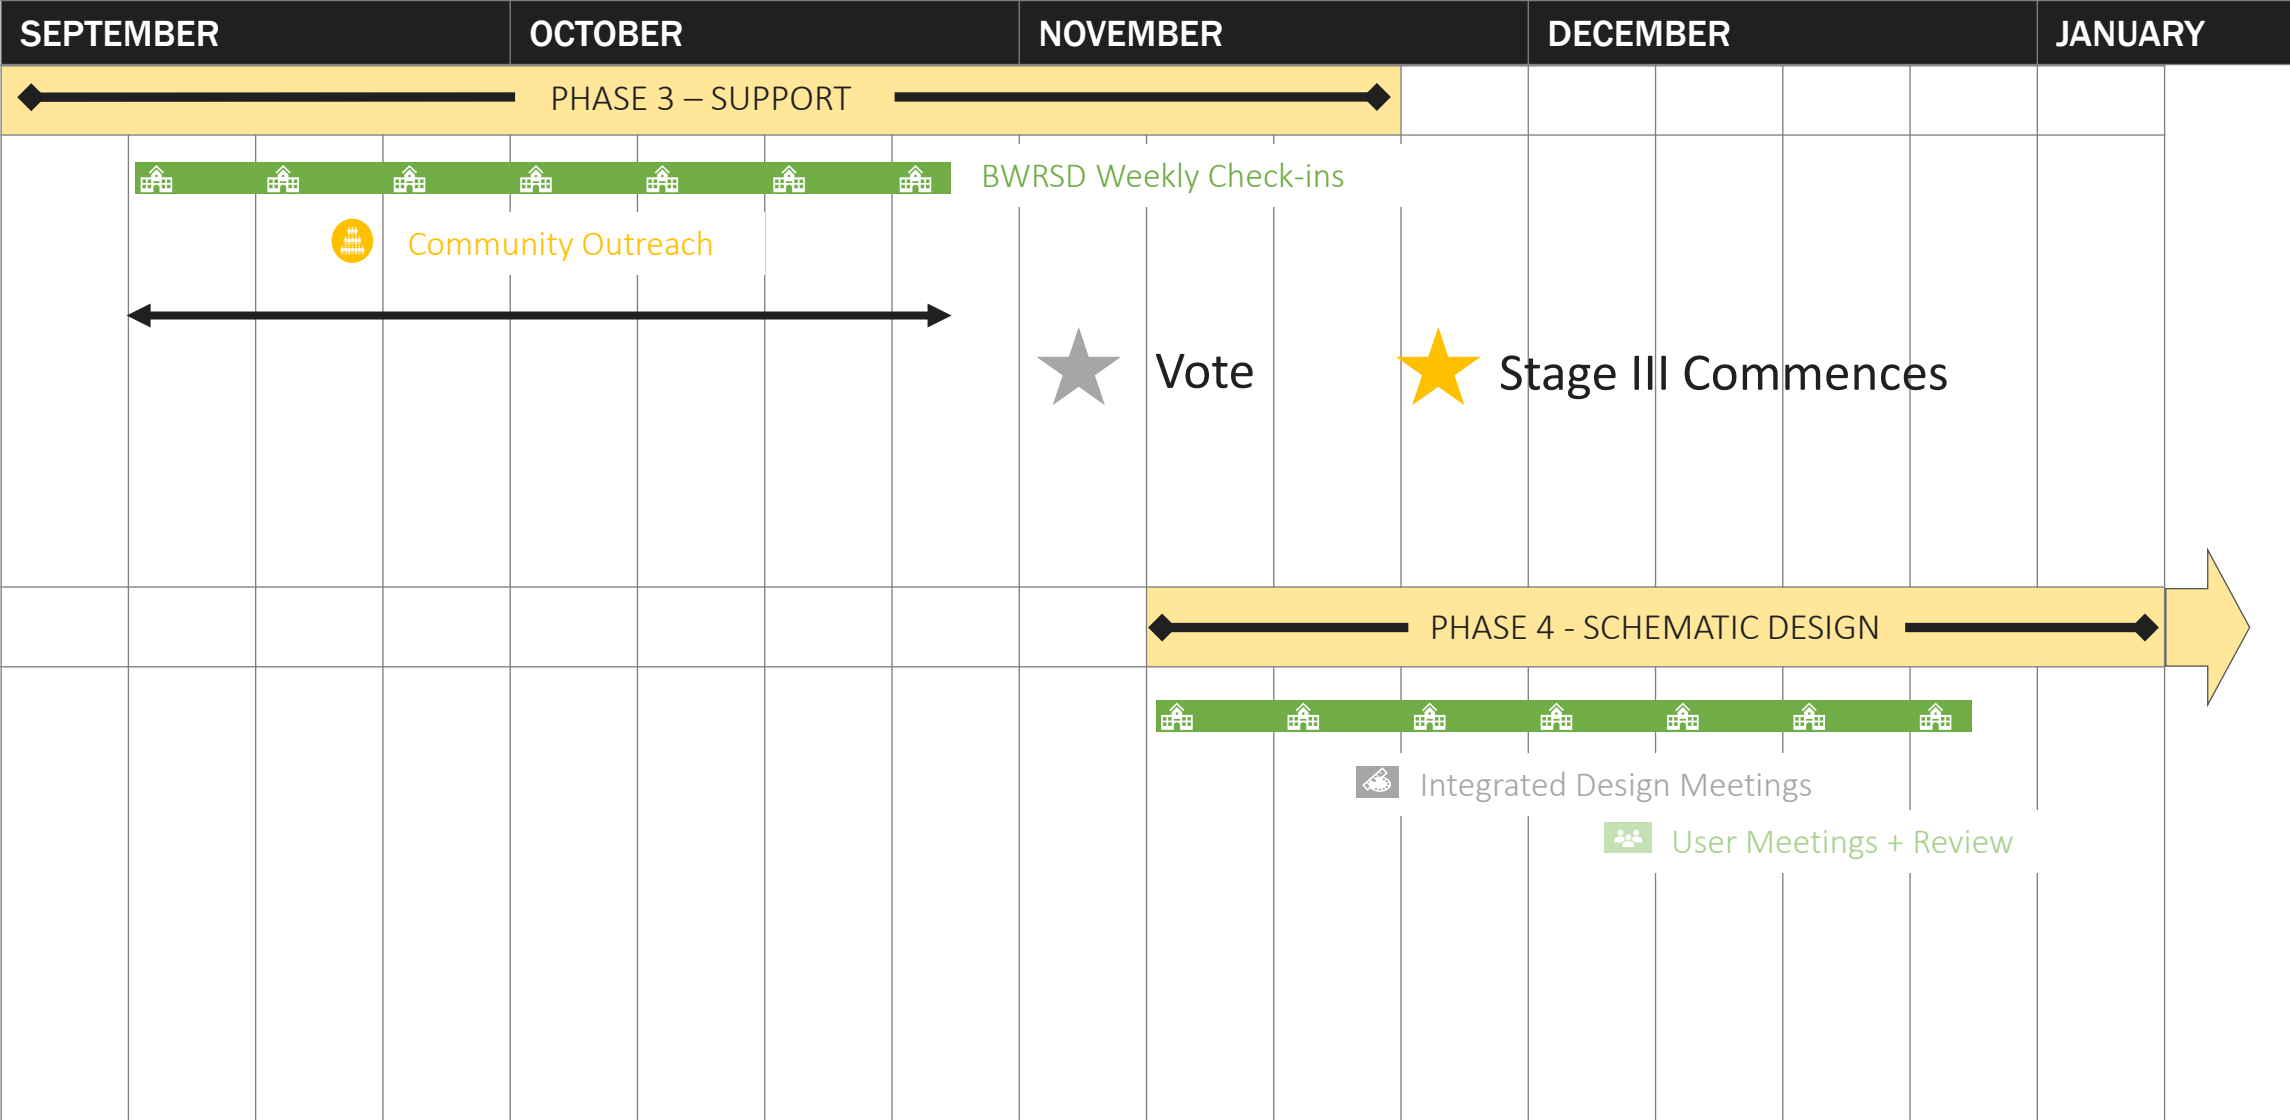 SEPTEMBER OCTOBER NOVEMBER DECEMBER JANUARY
PHASE 3 – SUPPORT
BWRSD Weekly Check-ins
Community Outreach
Vote
Stage III Commences
PHASE 4 - SCHEMATIC DESIGN
Integrated Design Meetings
User Meetings + Review